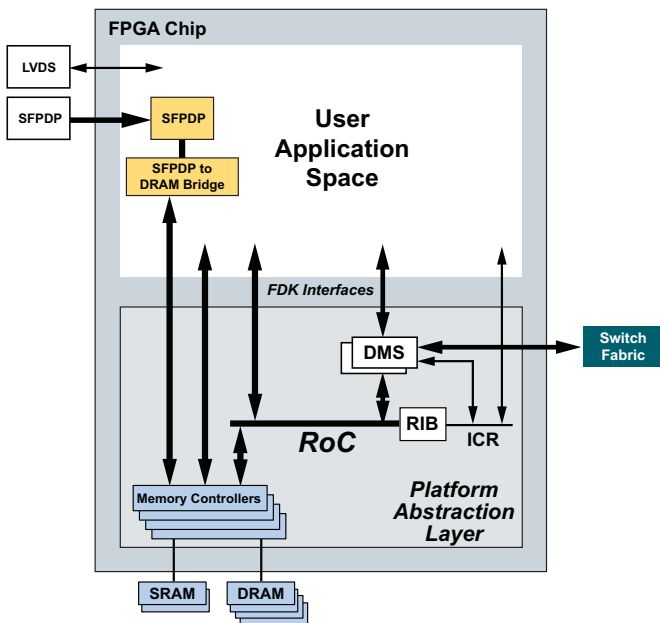 FPGA Chip
LVDS
SFPDP
SFPDP
SFPDP to
DRAM Bridge
User
Application
Space
FDK Interfaces
DMS
Switch
Fabric
RoC
RIB
ICR
Memory Controllers
Platform
Abstraction
Layer
SRAM
DRAM